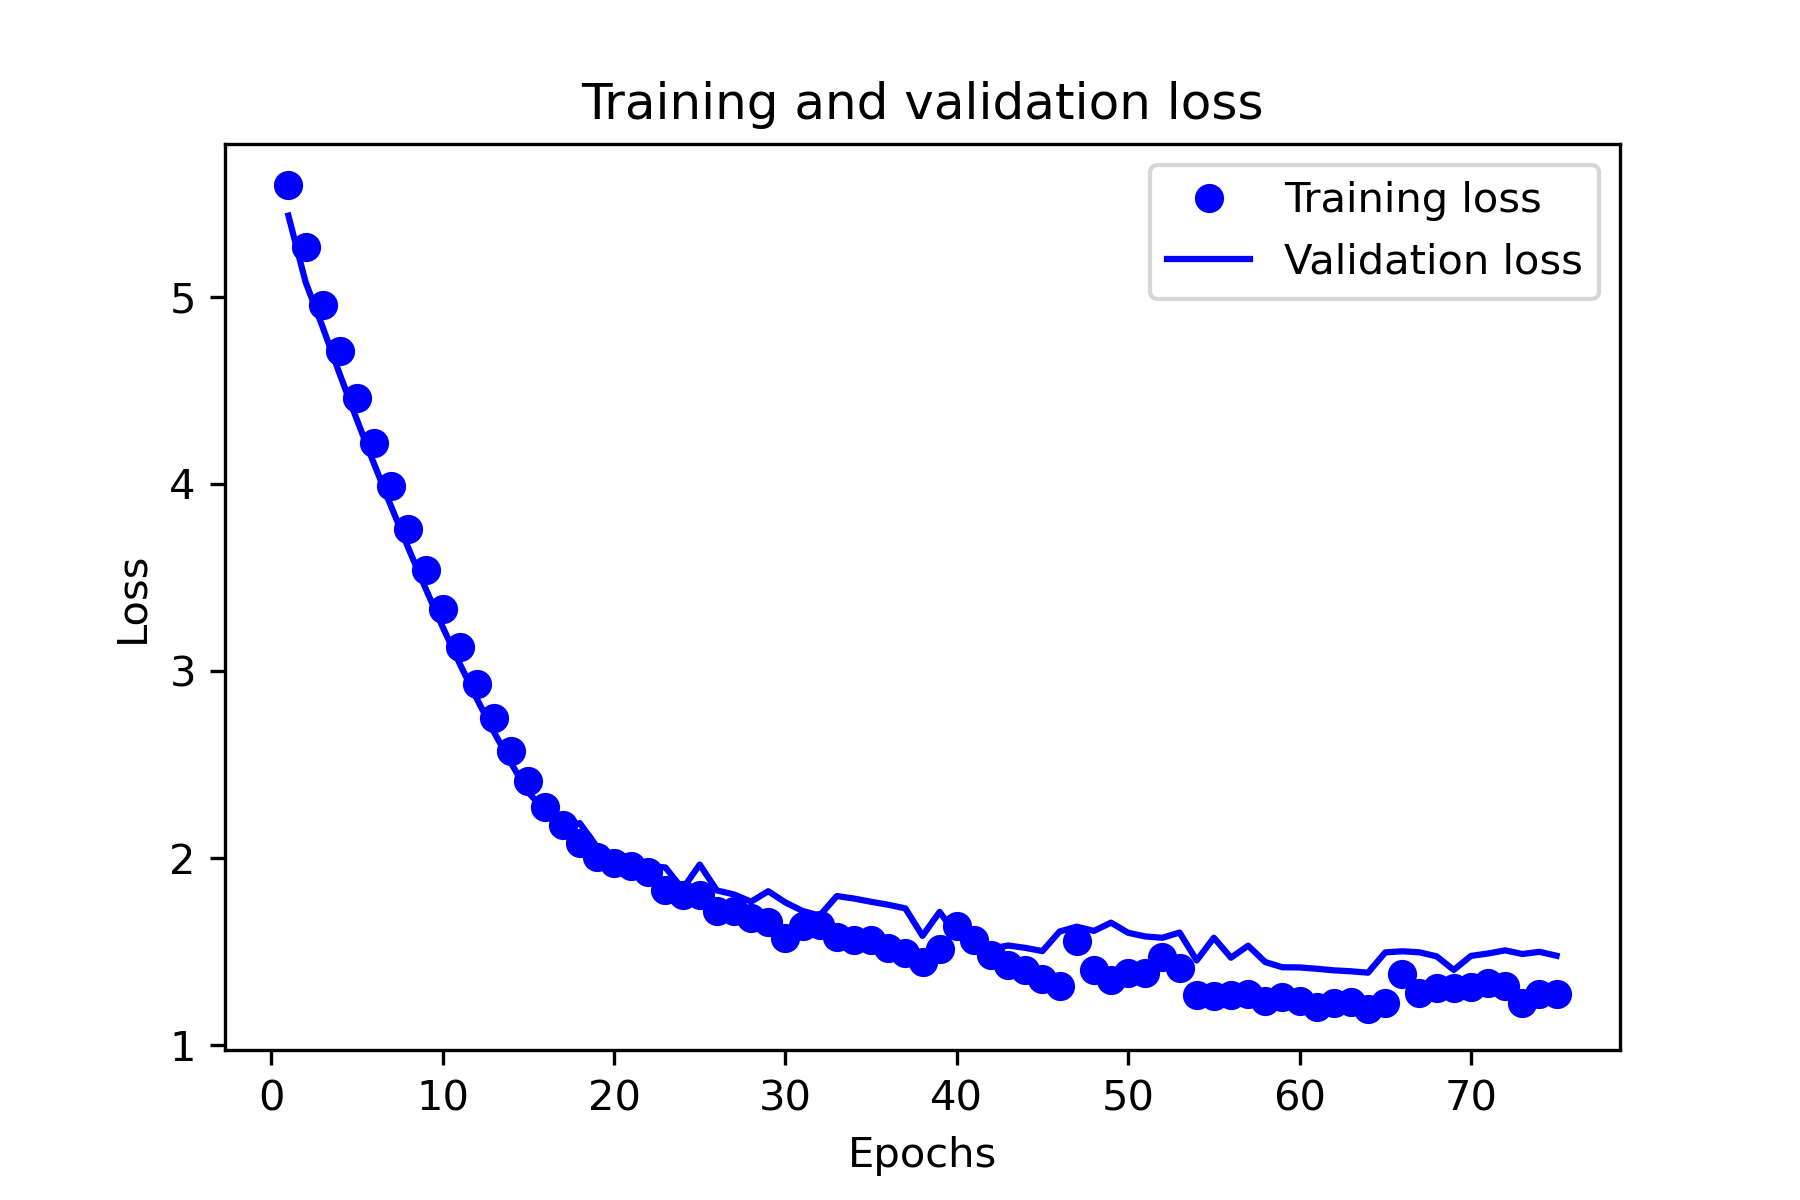 Training and validation loss
Training loss
Validation loss
5
4
3
2
1
Loss
0 10 20 30 40 50 60 70
Epochs